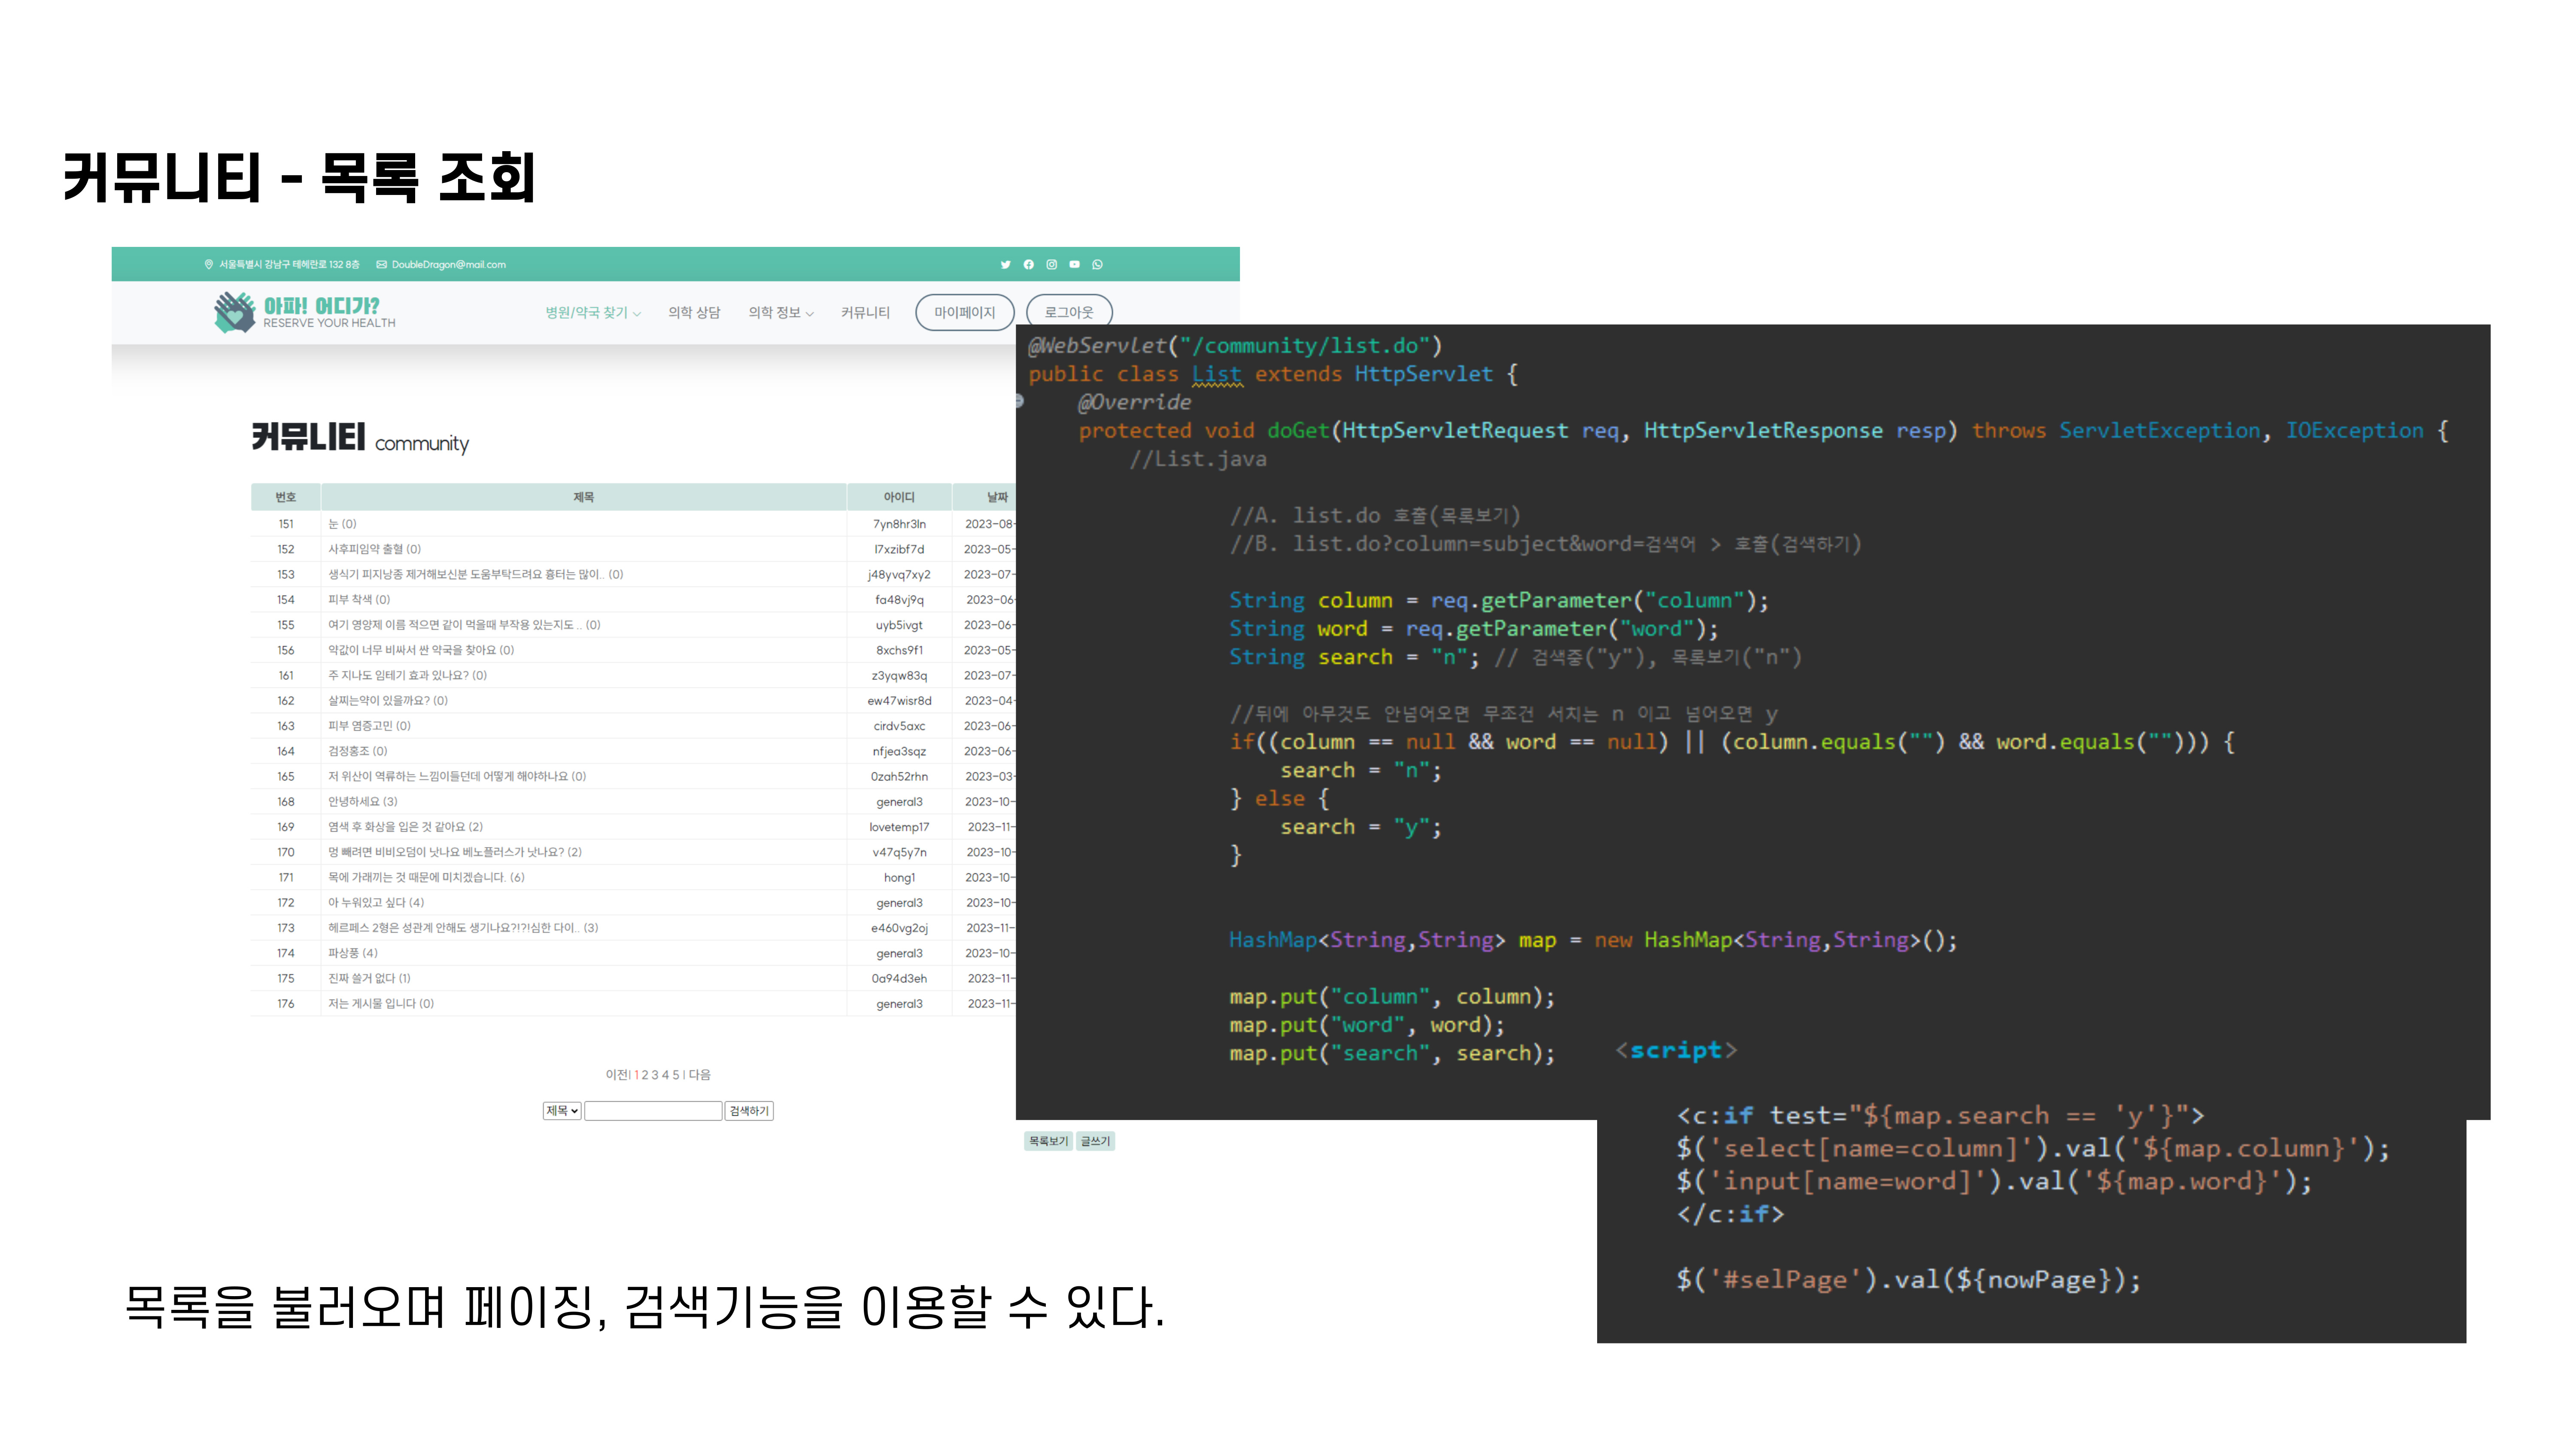 커뮤니티 - 목록 조회
서울특별시 강남구 테헤란로 132 8층 DoubleDragon@mail.com
아파! 어디가?
RESERVE YOUR HEALTH
병원/약국 찾기 의학 상담 의학 정보 커뮤니티 마이페이지 로그아웃
커뮤니티 community
번호 제목 아이디 날짜
151 눈 (0) 7yn8hr3ln 2023-08-
152 사후피임약 출혈 (0) l7xzibf7d 2023-05-
153 생식기 피지낭종 제거해보신분 도움부탁드려요 흉터는 많이.. (0) j48yvq7xy2 2023-07-
154 피부 착색 (0) fa48vj9q 2023-06-
155 여기 영양제 이름 적으면 같이 먹을때 부작용 있는지도 .. (0) uyb5ivgt 2023-06-
156 약값이 너무 비싸서 싼 약국을 찾아요 (0) 8xchs9f1 2023-05-
161 주 지나도 임테기 효과 있나요? (0) z3yqw83q 2023-07-
162 살찌는약이 있을까요? (0) ew47wisr8d 2023-04-
163 피부 염증고민 (0) cirdv5axc 2023-06-
164 검정홍조 (0) nfjea3sqz 2023-06-
165 저 위산이 역류하는 느낌이들던데 어떻게 해야하나요 (0) 0zah52rhn 2023-03-
168 안녕하세요 (3) general3 2023-10-
169 염색 후 화상을 입은 것 같아요 (2) lovetemp17 2023-11-
170 멍 빼려면 비비오덤이 낫나요 베노플러스가 낫나요? (2) v47q5y7n 2023-10-
171 목에 가래끼는 것 때문에 미치겠습니다. (6) hong1 2023-10-
172 아 누워있고 싶다 (4) general3 2023-10-
173 헤르페스 2형은 성관계 안해도 생기나요?!?!심한 다이.. (3) e460vg2oj 2023-11-
174 파상풍 (4) general3 2023-10-
175 진짜 쓸거 없다 (1) 0a94d3eh 2023-11-
176 저는 게시물 입니다 (0) general3 2023-11-
이전| 1 2 3 4 5 | 다음
제목 검색하기
목록보기 글쓰기
@WebServlet("/community/list.do")
public class List extends HttpServlet {
@Override
protected void doGet(HttpServletRequest req, HttpServletResponse resp) throws ServletException, IOException {
//List.java
//A. list.do 호출(목록보기)
//B. list.do?column=subject&word=검색어 > 호출(검색하기)
String column = req.getParameter("column");
String word = req.getParameter("word");
String search = "n"; // 검색중("y"), 목록보기("n")
//뒤에 아무것도 안넘어오면 무조건 서치는 n 이고 넘어오면 y
if((column == null && word == null) || (column.equals("") && word.equals(""))) {
search = "n";
} else {
search = "y";
}
HashMap<String,String> map = new HashMap<String,String>();
map.put("column", column);
map.put("word", word);
map.put("search", search);
<script>
<c:if test="${map.search == 'y'}">
$('select[name=column]').val('${map.column}');
$('input[name=word]').val('${map.word}');
</c:if>
$('#selPage').val(${nowPage});
목록을 불러오며 페이징, 검색기능을 이용할 수 있다.